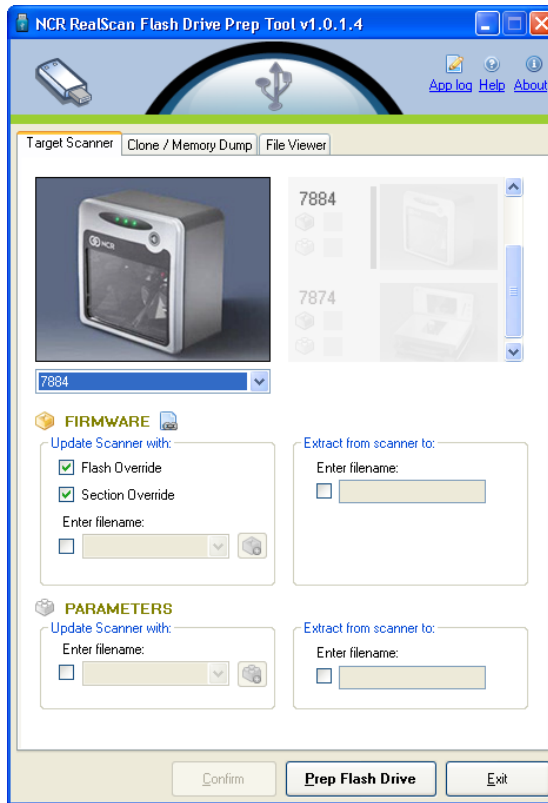 NCR RealScan Flash Drive Prep Tool v1.0.1.4
App log Help About
Target Scanner Clone / Memory Dump File Viewer
NCR
7884
7874
7884
FIRMWARE
Update Scanner with:
Flash Override
Section Override
Enter filename:
Extract from scanner to:
Enter filename:
PARAMETERS
Update Scanner with:
Enter filename:
Extract from scanner to:
Enter filename:
Confirm Prep Flash Drive Exit